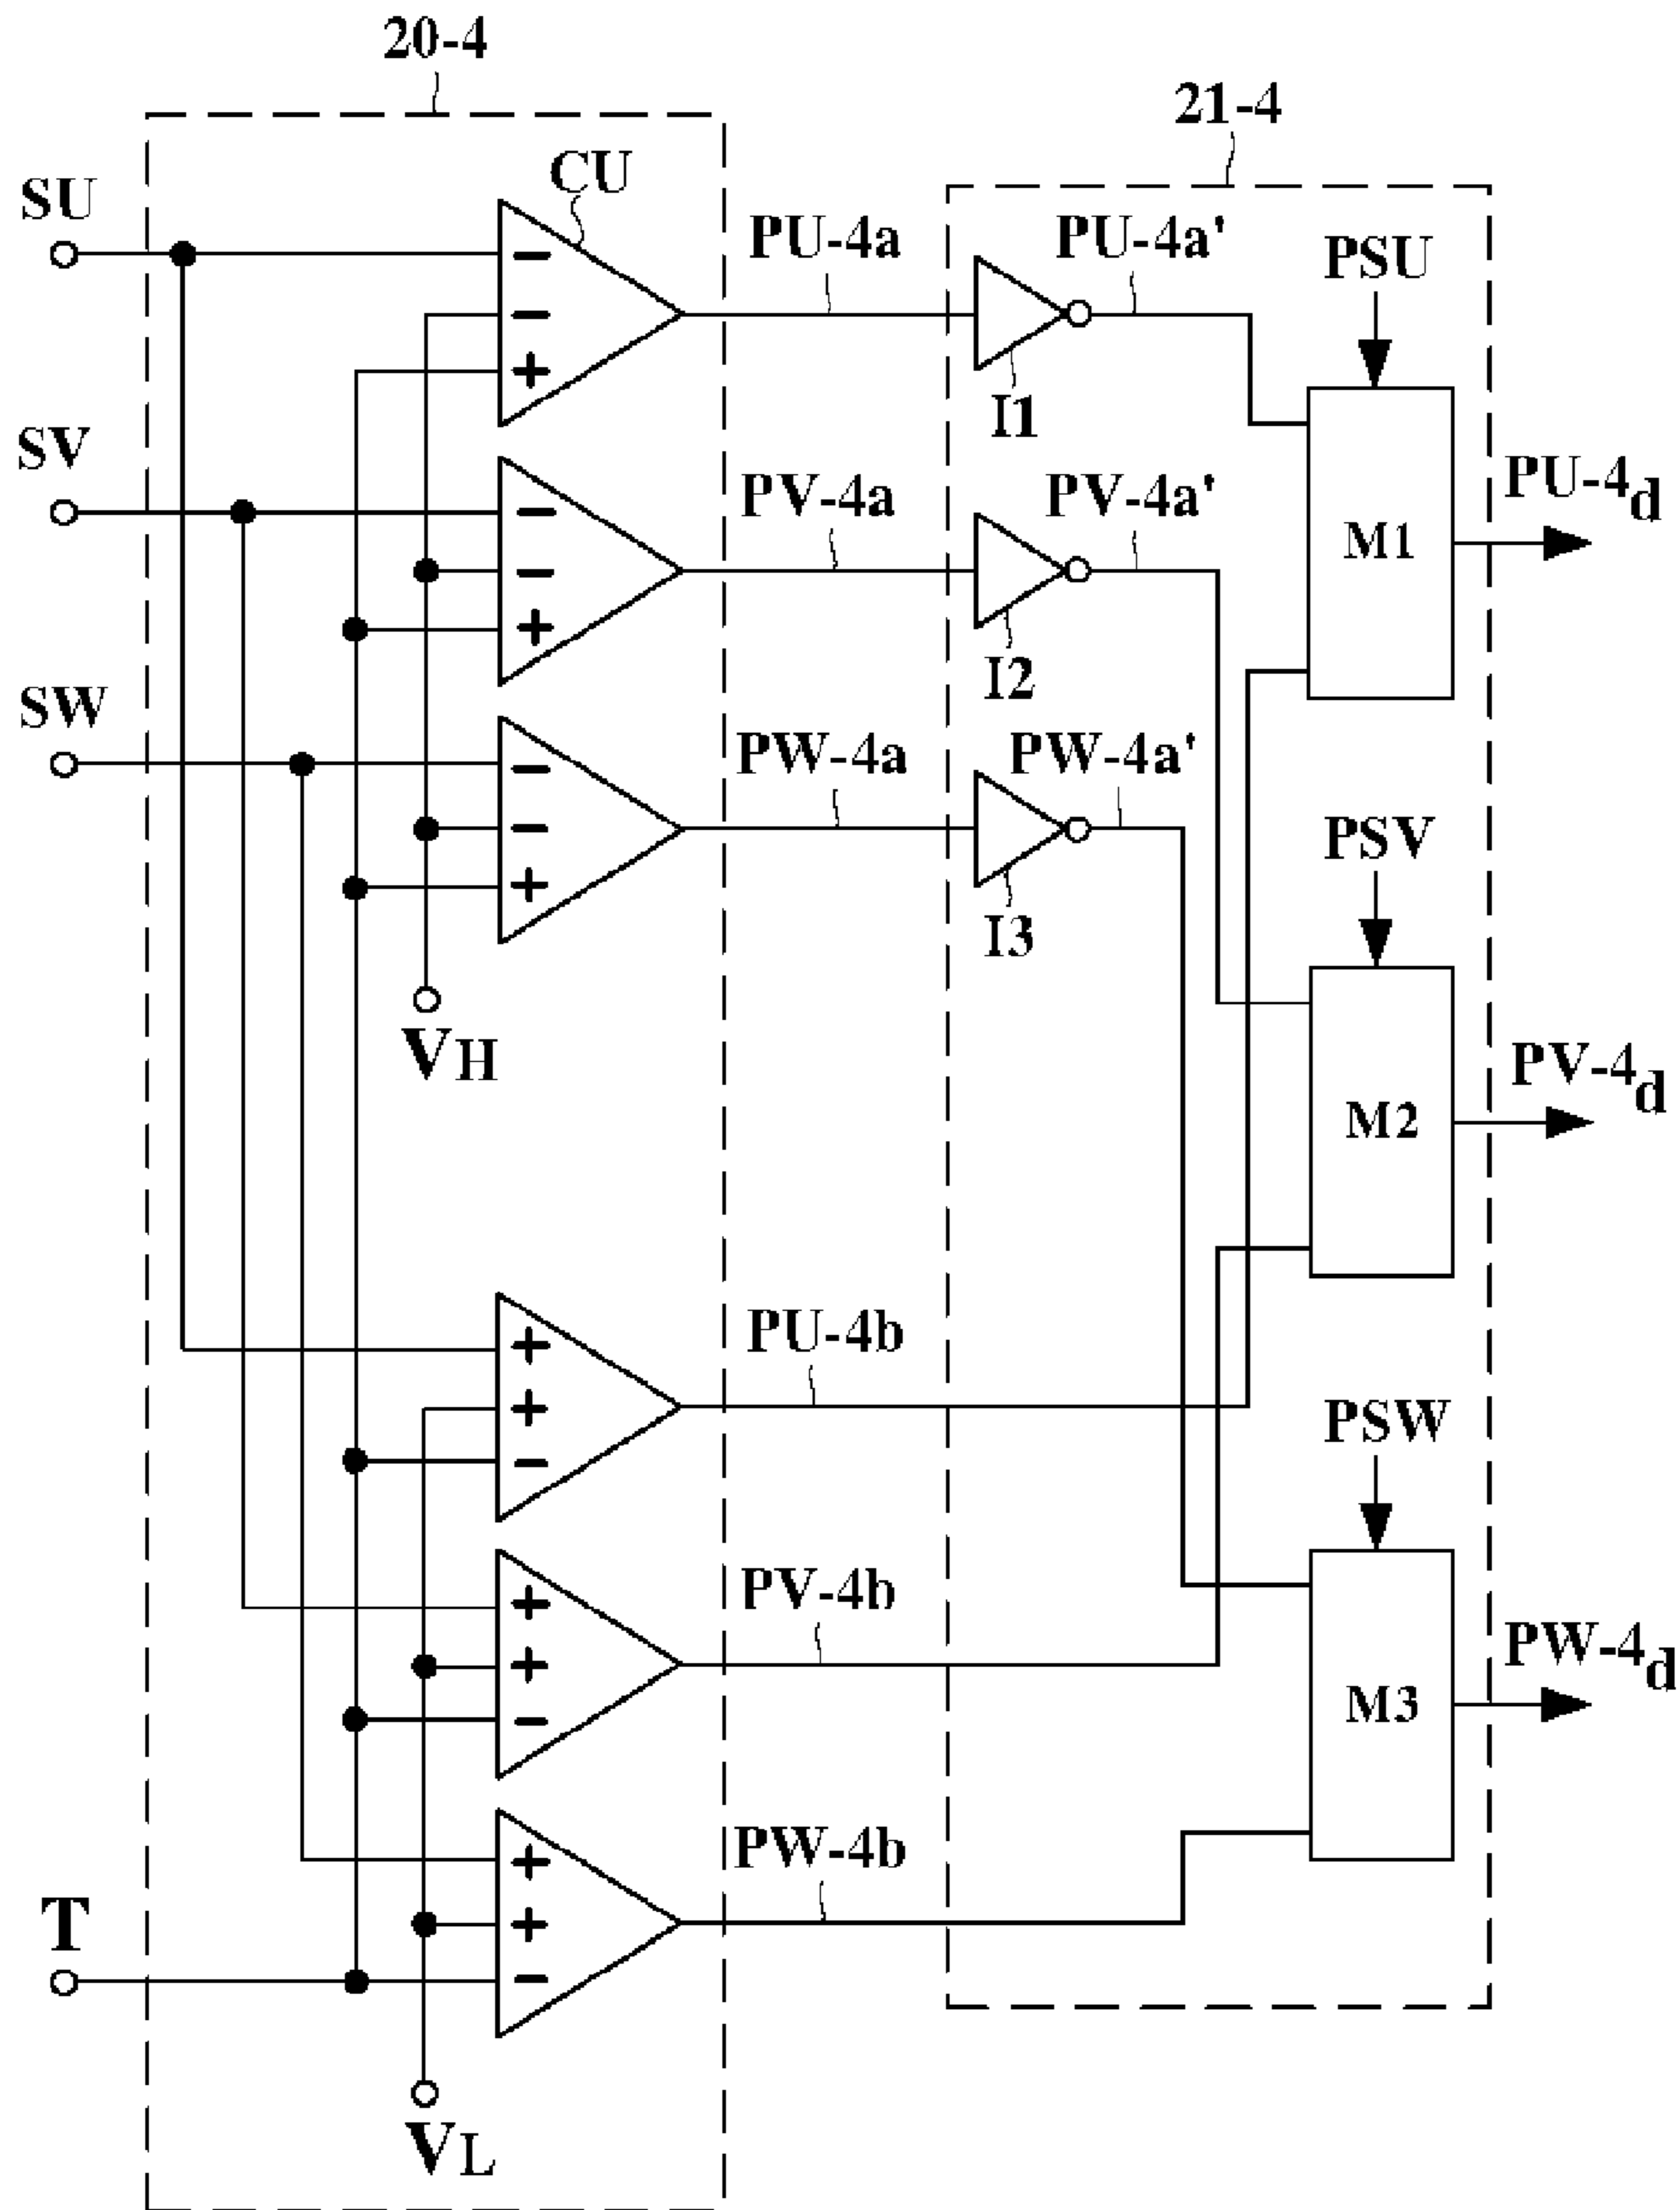 20-4
21-4
CU
SU
PU-4a
PU-4a'
PSU
I1
SV
PV-4a
PV-4a'
PU-4d
M1
I2
SW
PW-4a
PW-4a'
PSV
I3
VH
PV-4d
M2
PU-4b
PSW
PV-4b
PW-4d
M3
PW-4b
T
VL
- - +
- - +
- - +
+ + -
+ + -
+ + -